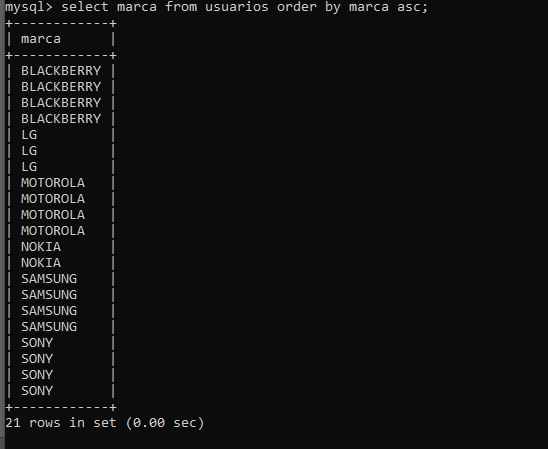 mysql> select marca from usuarios order by marca asc;
+------------+
| marca      |
+------------+
| BLACKBERRY |
| BLACKBERRY |
| BLACKBERRY |
| BLACKBERRY |
| LG         |
| LG         |
| LG         |
| MOTOROLA   |
| MOTOROLA   |
| MOTOROLA   |
| MOTOROLA   |
| NOKIA      |
| NOKIA      |
| SAMSUNG    |
| SAMSUNG    |
| SAMSUNG    |
| SAMSUNG    |
| SONY       |
| SONY       |
| SONY       |
| SONY       |
+------------+
21 rows in set (0.00 sec)